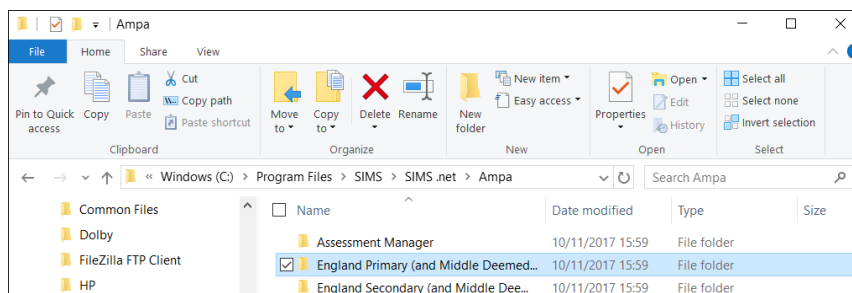 Ampa
File Home Share View
Pin to Quick access
Copy
Paste
Cut
Copy path
Paste shortcut
Move to
Copy to
Delete
Rename
New folder
New item
Easy access
Properties
Open
Edit
History
Select all
Select none
Invert selection
Clipboard Organize New Open Select
« Windows (C:) > Program Files > SIMS > SIMS .net > Ampa
Search Ampa
Common Files
Dolby
FileZilla FTP Client
HP
Name Date modified Type Size
Assessment Manager 10/11/2017 15:59 File folder
England Primary (and Middle Deemed... 10/11/2017 15:59 File folder
England Secondary (and Middle Dee... 10/11/2017 15:59 File folder